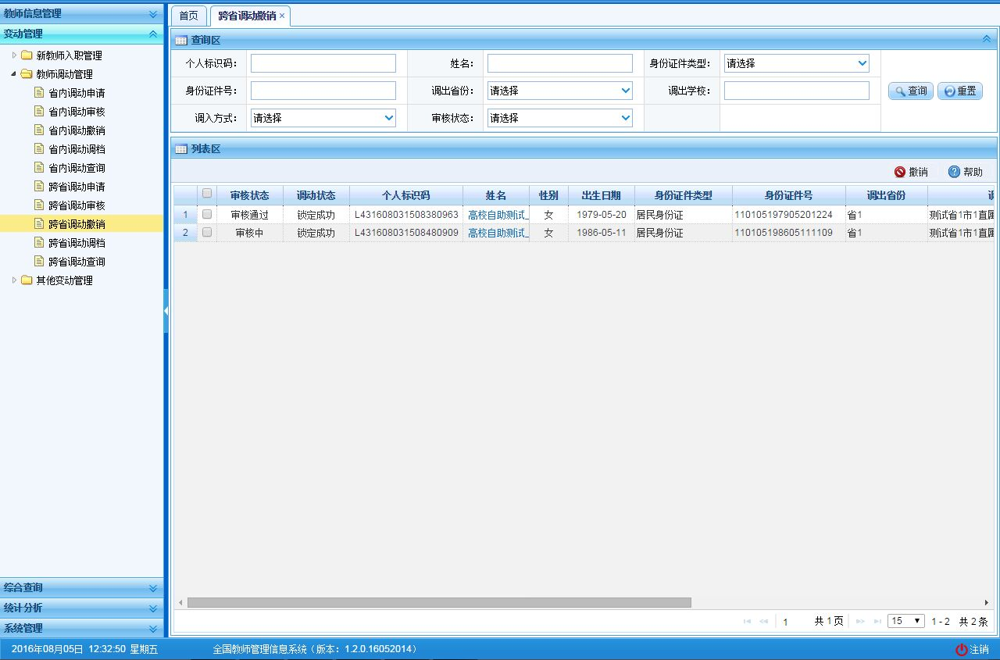 教师信息管理
变动管理
新教师入职管理
教师调动管理
省内调动申请
省内调动审核
省内调动撤销
省内调动调档
省内调动查询
跨省调动申请
跨省调动审核
跨省调动撤销
跨省调动调档
跨省调动查询
其他变动管理
综合查询
统计分析
系统管理
首页 跨省调动撤销 ×
查询区
个人标识码： 姓名： 身份证件类型： 请选择
身份证件号： 调出省份： 请选择 调出学校： 查询 重置
调入方式： 请选择 审核状态： 请选择
列表区
撤销 帮助
审核状态 调动状态 个人标识码 姓名 性别 出生日期 身份证件类型 身份证件号 调出省份
1 审核通过 锁定成功 L431608031508380963 高校自助测试_ 女 1979-05-20 居民身份证 110105197905201224 省1 测试省1市1直属
2 审核中 锁定成功 L431608031508480909 高校自助测试_ 女 1986-05-11 居民身份证 110105198605111109 省1 测试省1市1直属
1 共 1 页 15 1 - 2 共 2 条
2016年08月05日 12:32:50 星期五 全国教师管理信息系统（版本：1.2.0.16052014） 注销